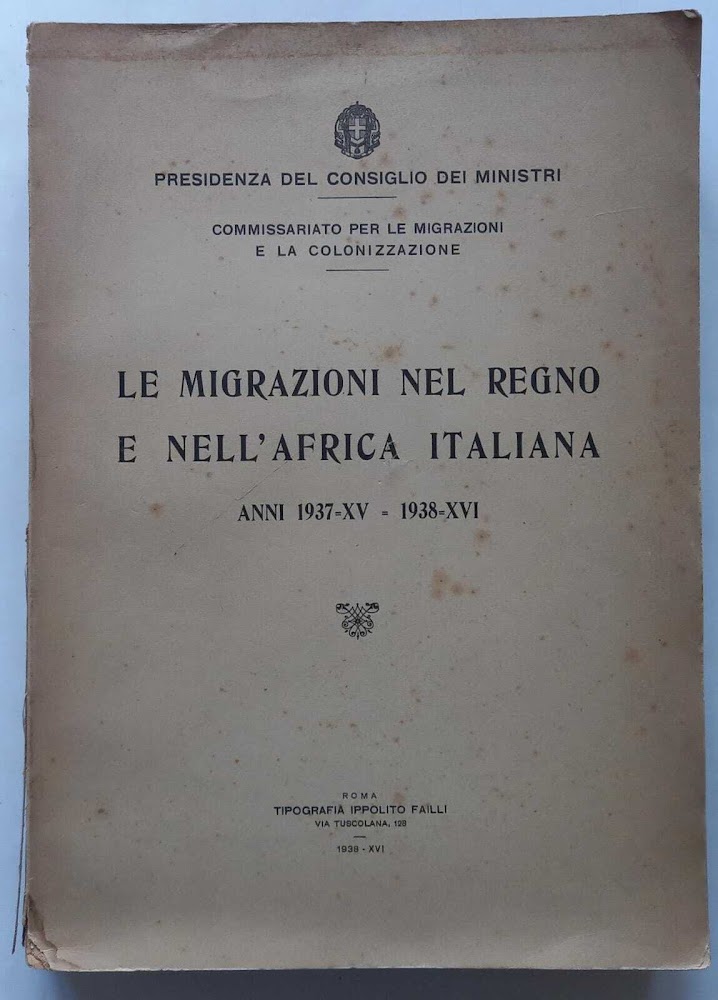 PRESIDENZA DEL CONSIGLIO DEI MINISTRI
COMMISSARIATO PER LE MIGRAZIONI
E LA COLONIZZAZIONE
LE MIGRAZIONI NEL REGNO
E NELL'AFRICA ITALIANA
ANNI 1937=XV = 1938=XVI
ROMA
TIPOGRAFIA IPPOLITO FAILLI
VIA TUSCOLANA, 128
1938 - XVI